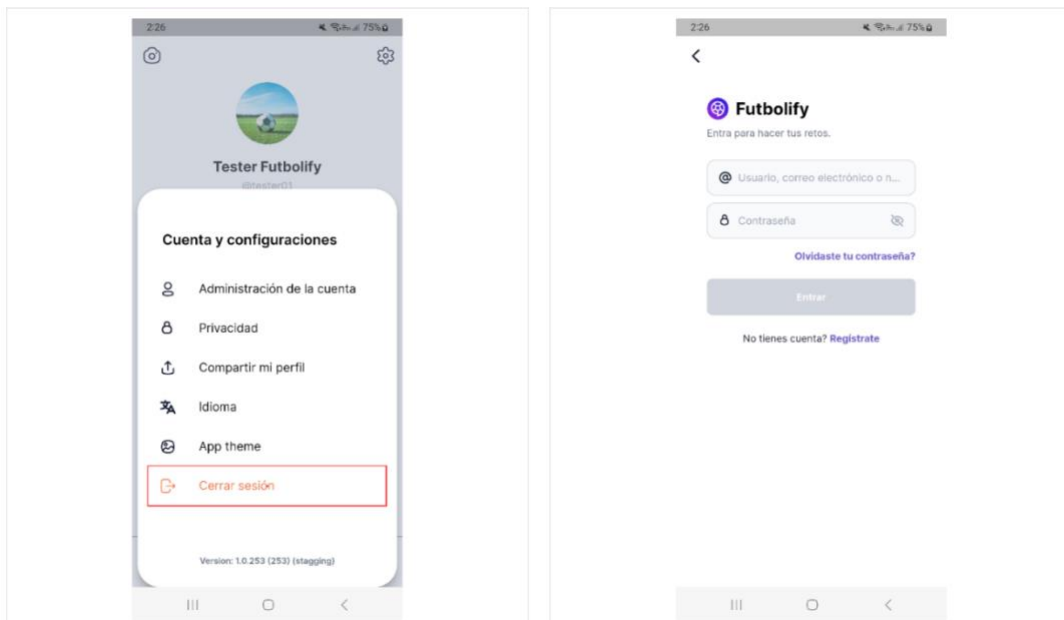 2:26
75%
Tester Futbolify
@tester01
Cuenta y configuraciones
Administración de la cuenta
Privacidad
Compartir mi perfil
Idioma
App theme
Cerrar sesión
Version: 1.0.253 (253) (stagging)
2:26
75%
Futbolify
Entra para hacer tus retos.
Usuario, correo electrónico o n...
Contraseña
Olvidaste tu contraseña?
Entrar
No tienes cuenta? Regístrate